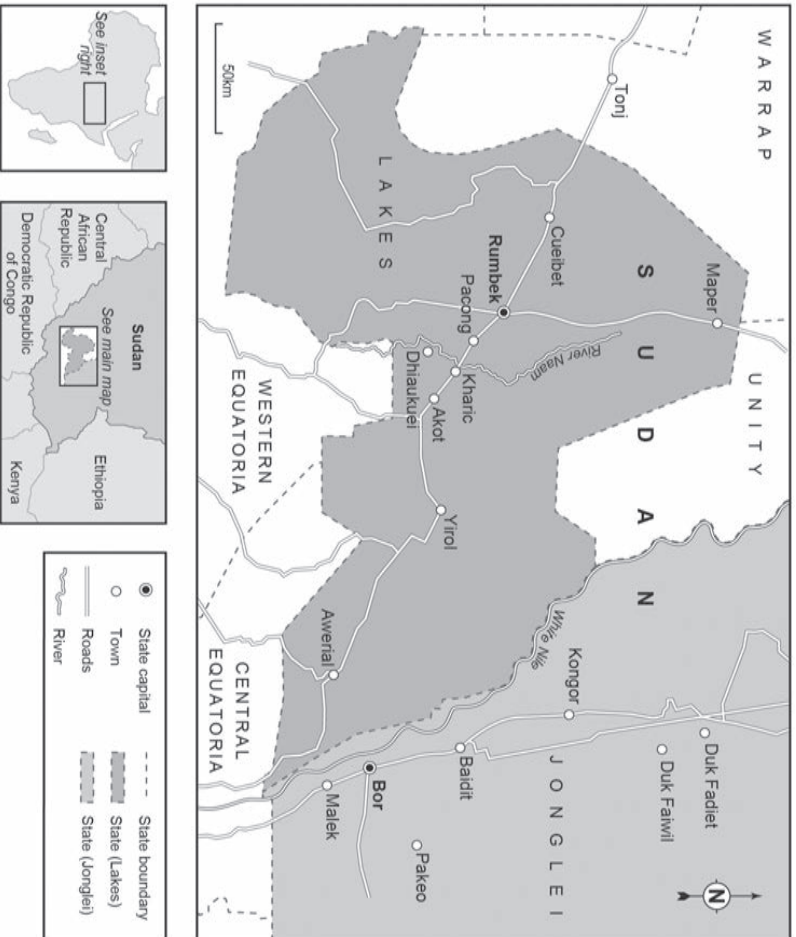 WARRAP
UNITY
SUDAN
LAKES
JONGLEI
WESTERN
EQUATORIA
CENTRAL
EQUATORIA
Tonj
Maper
Cueibet
Rumbek
Pacong
Kharic
Dhiaukuei
Akot
River Naam
Yirol
Awerial
White Nile
Kongor
Duk Fadiet
Duk Faiwil
Baidit
Bor
Malek
Pakeo
N
50km
See inset
right
Sudan
See main map
Central
African
Republic
Democratic Republic
of Congo
Ethiopia
Kenya
State capital
Town
Roads
River
State boundary
State (Lakes)
State (Jonglei)